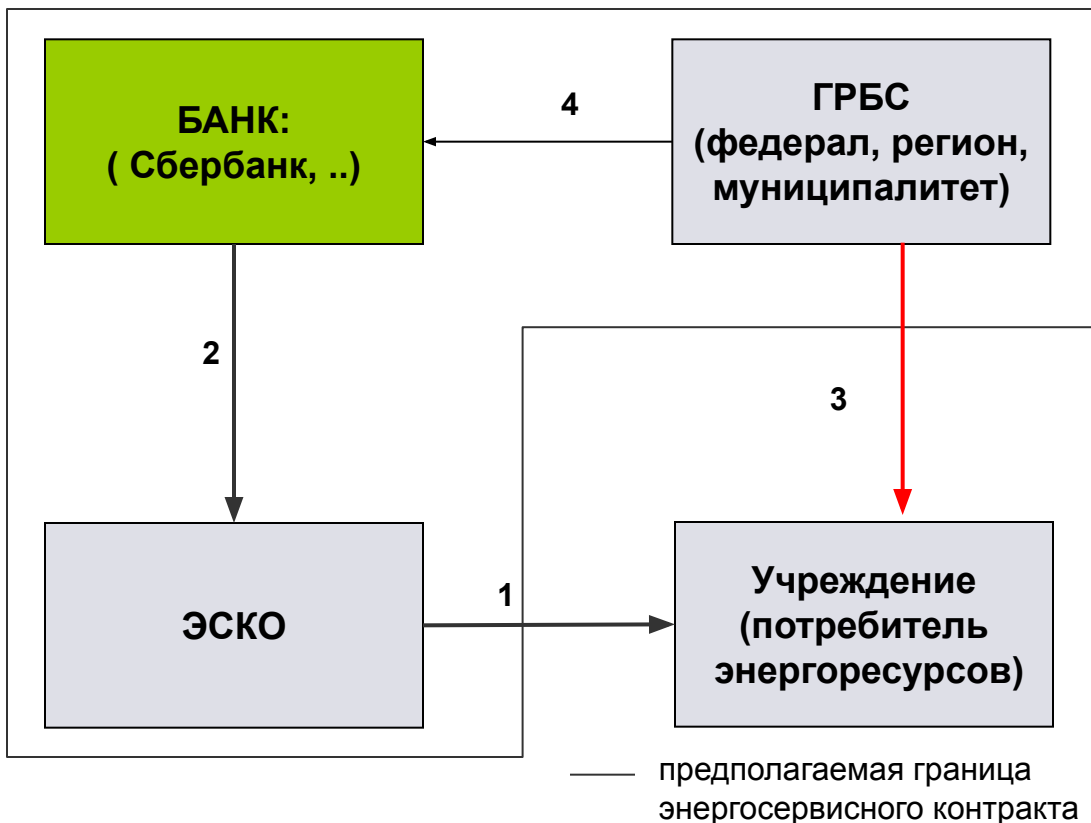 БАНК:
( Сбербанк, ..)
4
ГРБС
(федерал, регион,
муниципалитет)
2
3
ЭСКО
1
Учреждение
(потребитель
энергоресурсов)
предполагаемая граница
энергосервисного контракта